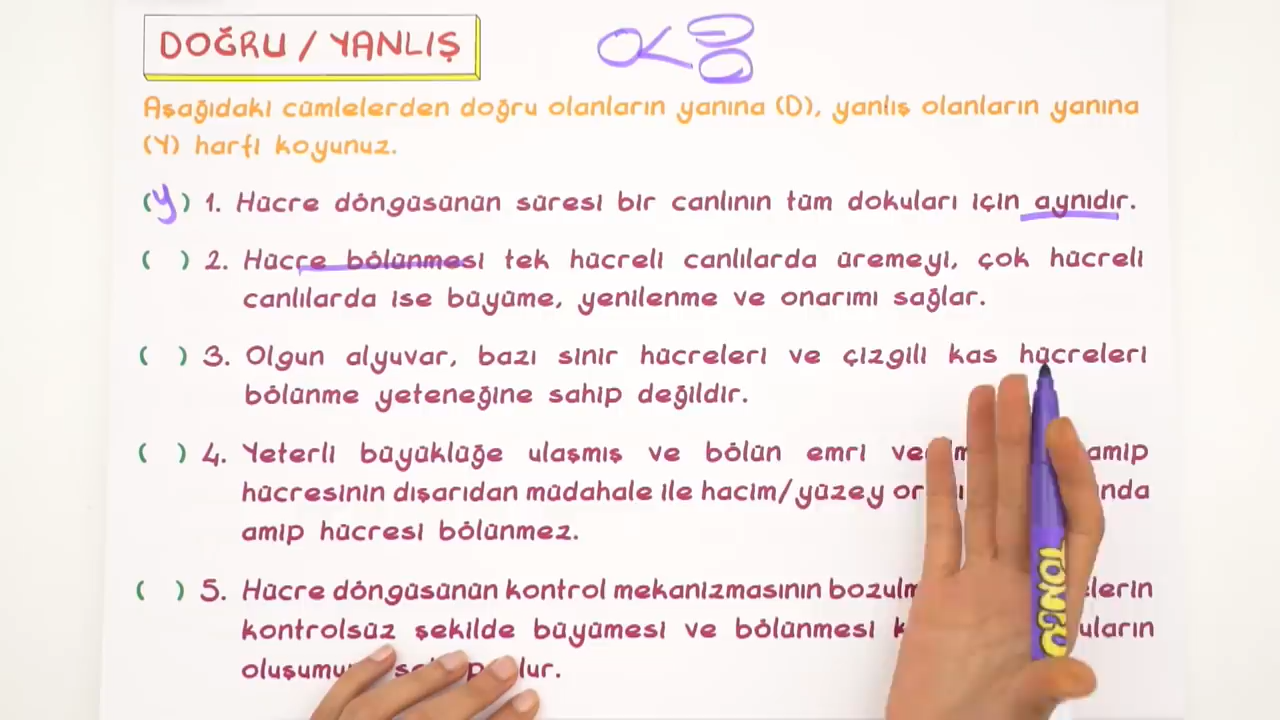 DOĞRU / YANLIŞ
Aşağıdaki cümlelerden doğru olanların yanına (D), yanlış olanların yanına
(Y) harfi koyunuz.
(y) 1. Hücre döngüsünün süresi bir canlının tüm dokuları için aynıdır.
( ) 2. Hücre bölünmesi tek hücreli canlılarda üremeyi, çok hücreli
canlılarda ise büyüme, yenilenme ve onarımı sağlar.
( ) 3. Olgun alyuvar, bazı sinir hücreleri ve çizgili kas hücreleri
bölünme yeteneğine sahip değildir.
( ) 4. Yeterli büyüklüğe ulaşmış ve bölün emri amip
hücresinin dışarıdan müdahale ile hacim/yüzey
amip hücresi bölünmez.
( ) 5. Hücre döngüsünün kontrol mekanizmasının
kontrolsüz şekilde büyümesi ve bölünmesi
TONGO